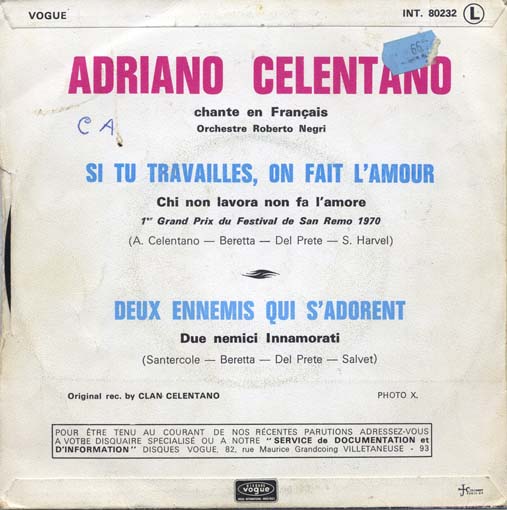 VOGUE INT. 80232 L
ADRIANO CELENTANO
chante en Français
Orchestre Roberto Negri
CA
SI TU TRAVAILLES, ON FAIT L'AMOUR
Chi non lavora non fa l'amore
1er Grand Prix du Festival de San Remo 1970
(A. Celentano — Beretta — Del Prete — S. Harvel)
DEUX ENNEMIS QUI S'ADORENT
Due nemici Innamorati
(Santercole — Beretta — Del Prete — Salvet)
Original rec. by CLAN CELENTANO PHOTO X.
POUR ÊTRE TENU AU COURANT DE NOS RÉCENTES PARUTIONS ADRESSEZ-VOUS
A VOTBE DISQUAIRE SPECIALISÉ OU A NOTRE "SERVICE de DOCUMENTATION et
D'INFORMATION" DISQUES VOGUE, 82, rue Maurice Grandcoing VILLETANEUSE - 93
DISQUES
vogue